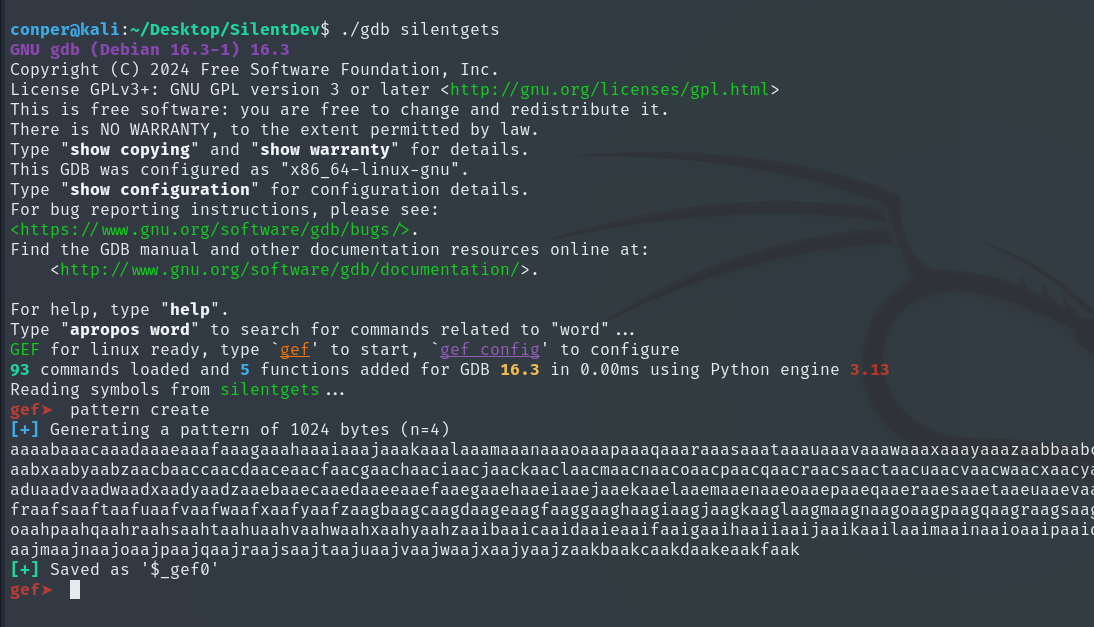 conper@kali:~/Desktop/SilentDev$ ./gdb silentgets
GNU gdb (Debian 16.3-1) 16.3
Copyright (C) 2024 Free Software Foundation, Inc.
License GPLv3+: GNU GPL version 3 or later <http://gnu.org/licenses/gpl.html>
This is free software: you are free to change and redistribute it.
There is NO WARRANTY, to the extent permitted by law.
Type "show copying" and "show warranty" for details.
This GDB was configured as "x86_64-linux-gnu".
Type "show configuration" for configuration details.
For bug reporting instructions, please see:
<https://www.gnu.org/software/gdb/bugs/>.
Find the GDB manual and other documentation resources online at:
    <http://www.gnu.org/software/gdb/documentation/>.

For help, type "help".
Type "apropos word" to search for commands related to "word"...
GEF for linux ready, type `gef' to start, `gef config' to configure
93 commands loaded and 5 functions added for GDB 16.3 in 0.00ms using Python engine 3.13
Reading symbols from silentgets...
gef➤  pattern create
[+] Generating a pattern of 1024 bytes (n=4)
aaaabaaacaaadaaaeaaafaaagaaahaaaiaaajaaakaaalaaamaaanaaaoaaapaaaqaaaraaasaaataaauaaavaaawaaaxaaayaaazaabbaabc
aabxaabyaabzaacbaaccaacdaaceaacfaacgaachaaciaacjaackaaclaacmaacnaacoaacpaacqaacraacsaactaacuaacvaacwaacxaacya
aduaadvaadwaadxaadyaadzaaebaaecaaedaaeeaaefaaegaaehaaeiaaejaaekaaelaaemaaenaaeoaaepaaeqaaeraaesaaetaaeuaaevaa
fraafsaaftaafuaafvaafwaafxaafyaafzaagbaagcaagdaageaagfaaggaaghaagiaagjaagkaaglaagmaagnaagoaagpaagqaagraagsaag
oaahpaahqaahraahsaahtaahuaahvaahwaahxaahyaahzaaibaaicaaidaaieaaifaaigaaihaaiiaaijaaikaailaaimaainaaioaaipaaiq
aajmaajnaajoaajpaajqaajraajsaajtaajuaajvaajwaajxaajyaajzaakbaakcaakdaakeaakfaak
[+] Saved as '$_gef0'
gef➤